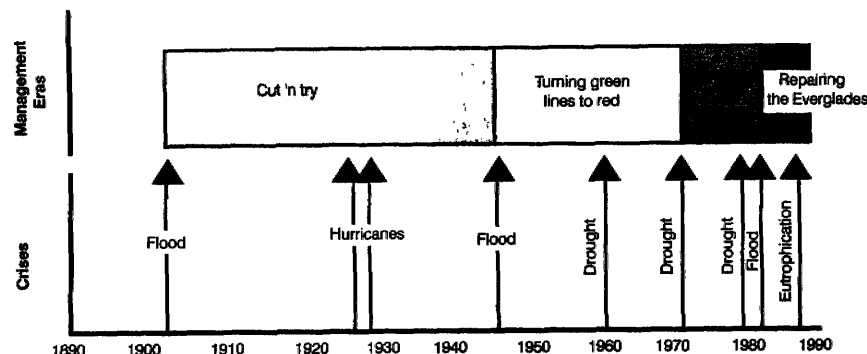 Management
Eras
Cut 'n try
Turning green
lines to red
Repairing
the Everglades
Crises
Flood
Hurricanes
Flood
Drought
Drought
Drought
Flood
Eutrophication
1890
1900
1910
1920
1930
1940
1950
1960
1970
1980
1990